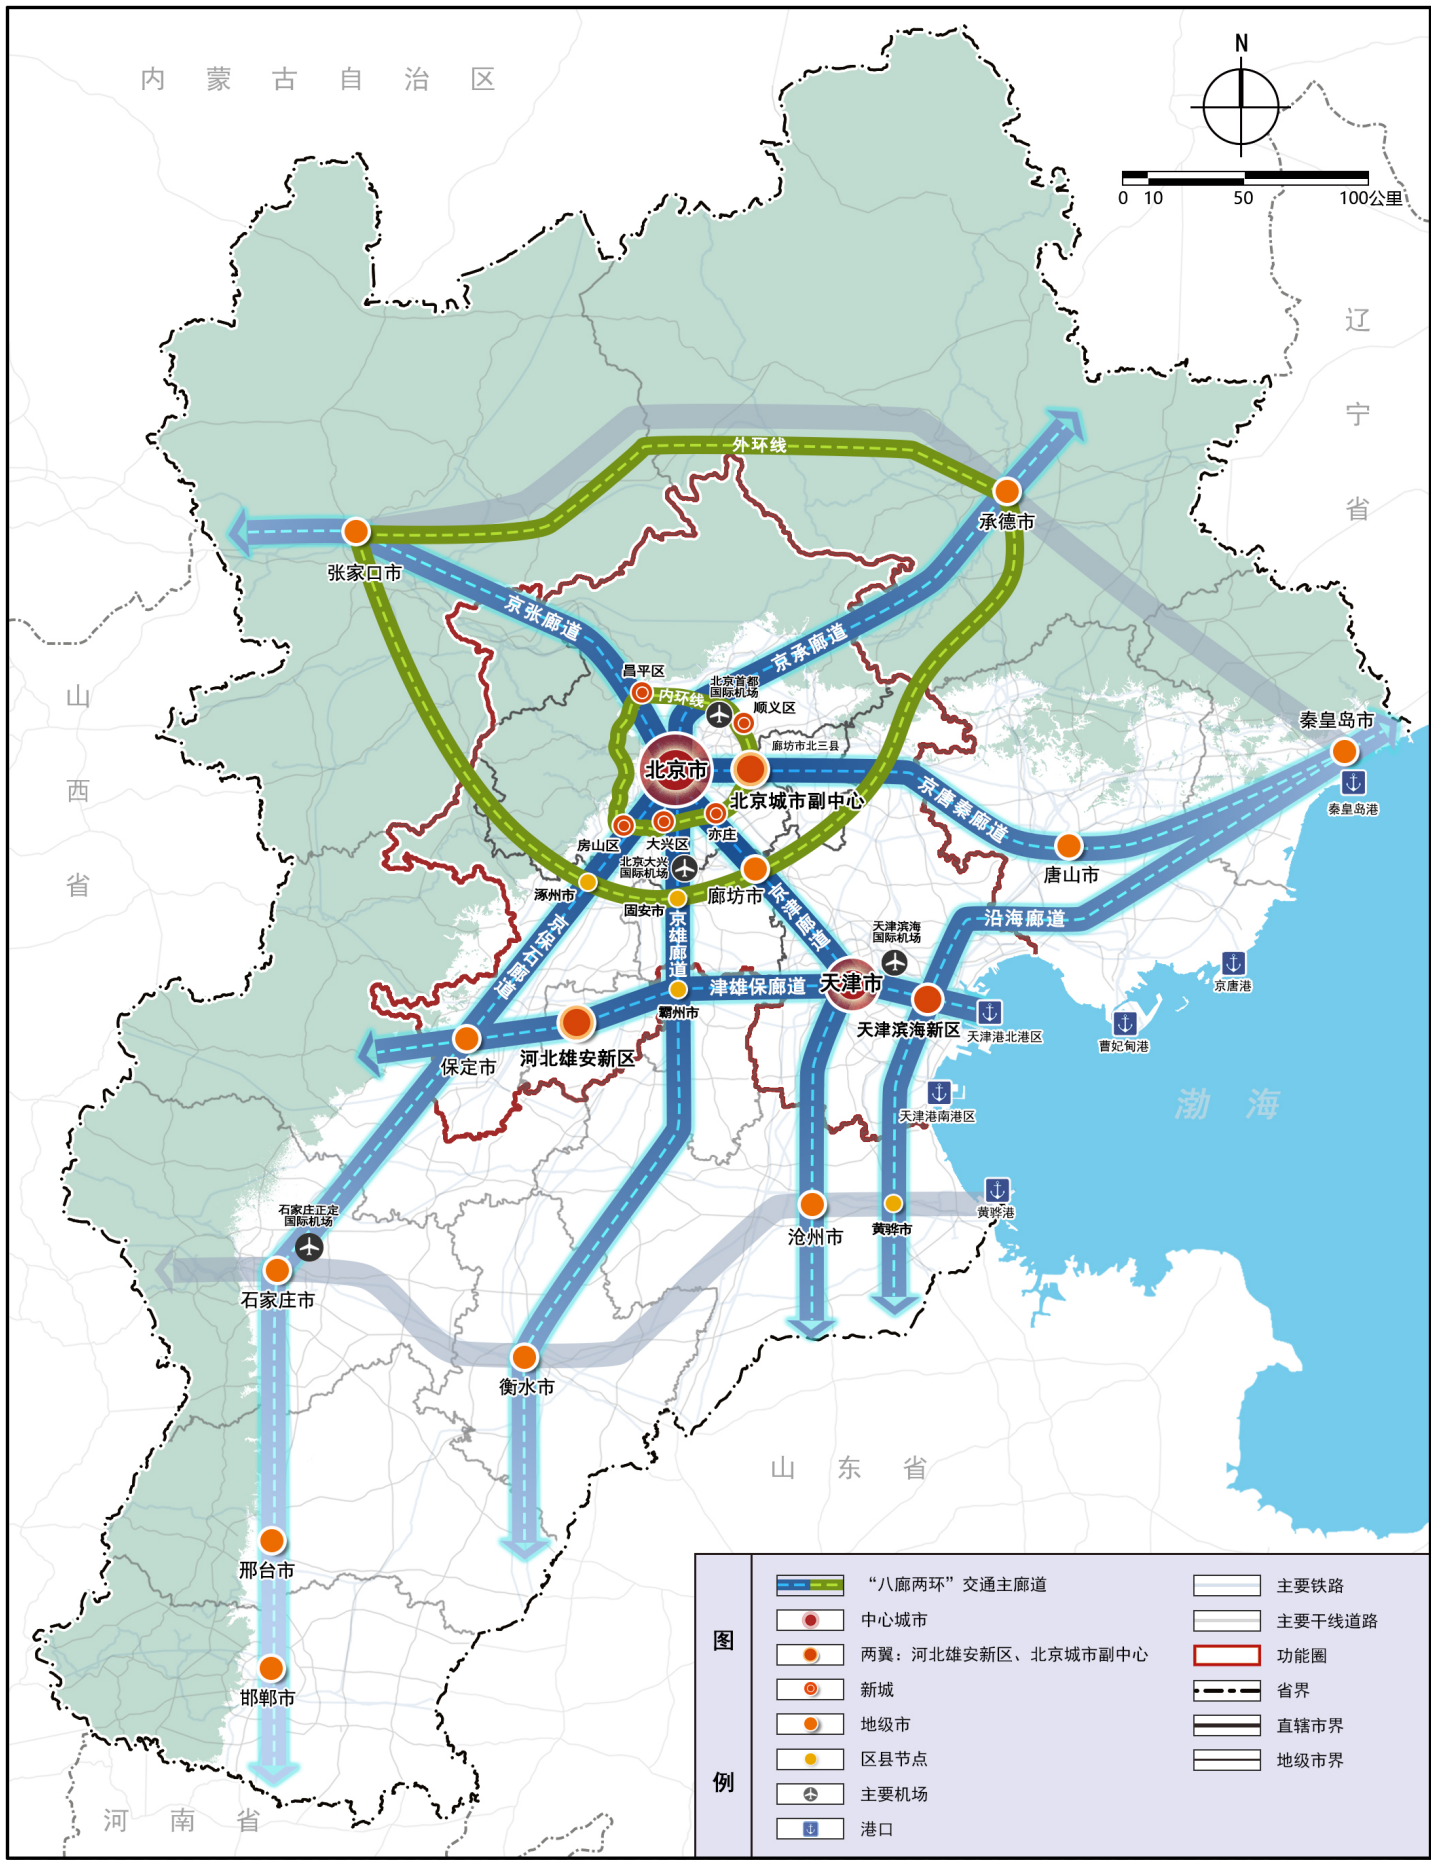 内蒙古自治区
N
0 10 50 100公里
辽宁省
外环线
承德市
张家口市
京张廊道
京承廊道
昌平区
北京首都
国际机场
内环线
顺义区
山西省
秦皇岛市
廊坊市北三县
北京市
北京城市副中心
京唐秦廊道
秦皇岛港
房山区
大兴区
亦庄
北京大兴
国际机场
唐山市
涿州市
固安市
廊坊市
京津廊道
沿海廊道
京保石廊道
京雄廊道
天津滨海
国际机场
天津市
津雄保廊道
京唐港
霸州市
天津滨海新区
天津港北港区
曹妃甸港
保定市
河北雄安新区
渤海
天津港南港区
石家庄正定
国际机场
黄骅港
沧州市
黄骅市
石家庄市
衡水市
山东省
邢台市
邯郸市
河南省
图例
“八廊两环”交通主廊道
中心城市
两翼：河北雄安新区、北京城市副中心
新城
地级市
区县节点
主要机场
港口
主要铁路
主要干线道路
功能圈
省界
直辖市界
地级市界